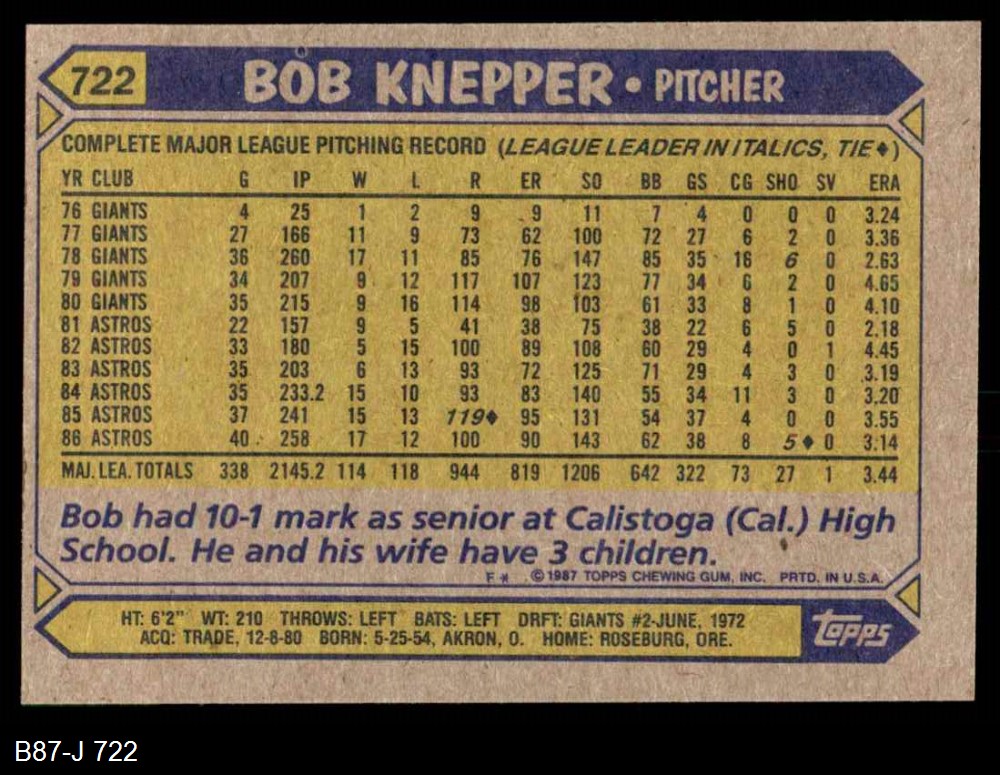 722 BOB KNEPPER • PITCHER
COMPLETE MAJOR LEAGUE PITCHING RECORD (LEAGUE LEADER IN ITALICS, TIE♦)
YR CLUB G IP W L R ER SO BB GS CG SHO SV ERA
76 GIANTS 4 25 1 2 9 9 11 7 4 0 0 0 3.24
77 GIANTS 27 166 11 9 73 62 100 72 27 6 2 0 3.36
78 GIANTS 36 260 17 11 85 76 147 85 35 16 6 0 2.63
79 GIANTS 34 207 9 12 117 107 123 77 34 6 2 0 4.65
80 GIANTS 35 215 9 16 114 98 103 61 33 8 1 0 4.10
81 ASTROS 22 157 9 5 41 38 75 38 22 6 5 0 2.18
82 ASTROS 33 180 5 15 100 89 108 60 29 4 0 1 4.45
83 ASTROS 35 203 6 13 93 72 125 71 29 4 3 0 3.19
84 ASTROS 35 233.2 15 10 93 83 140 55 34 11 3 0 3.20
85 ASTROS 37 241 15 13 119♦ 95 131 54 37 4 0 0 3.55
86 ASTROS 40 258 17 12 100 90 143 62 38 8 5♦ 0 3.14
MAJ. LEA. TOTALS 338 2145.2 114 118 944 819 1206 642 322 73 27 1 3.44
Bob had 10-1 mark as senior at Calistoga (Cal.) High
School. He and his wife have 3 children.
F* ©1987 TOPPS CHEWING GUM, INC. PRTD. IN U.S.A.
HT: 6'2" WT: 210 THROWS: LEFT BATS: LEFT DRFT: GIANTS #2-JUNE, 1972
ACQ: TRADE, 12-8-80 BORN: 5-25-54, AKRON, O. HOME: ROSEBURG, ORE.
topps
B87-J 722